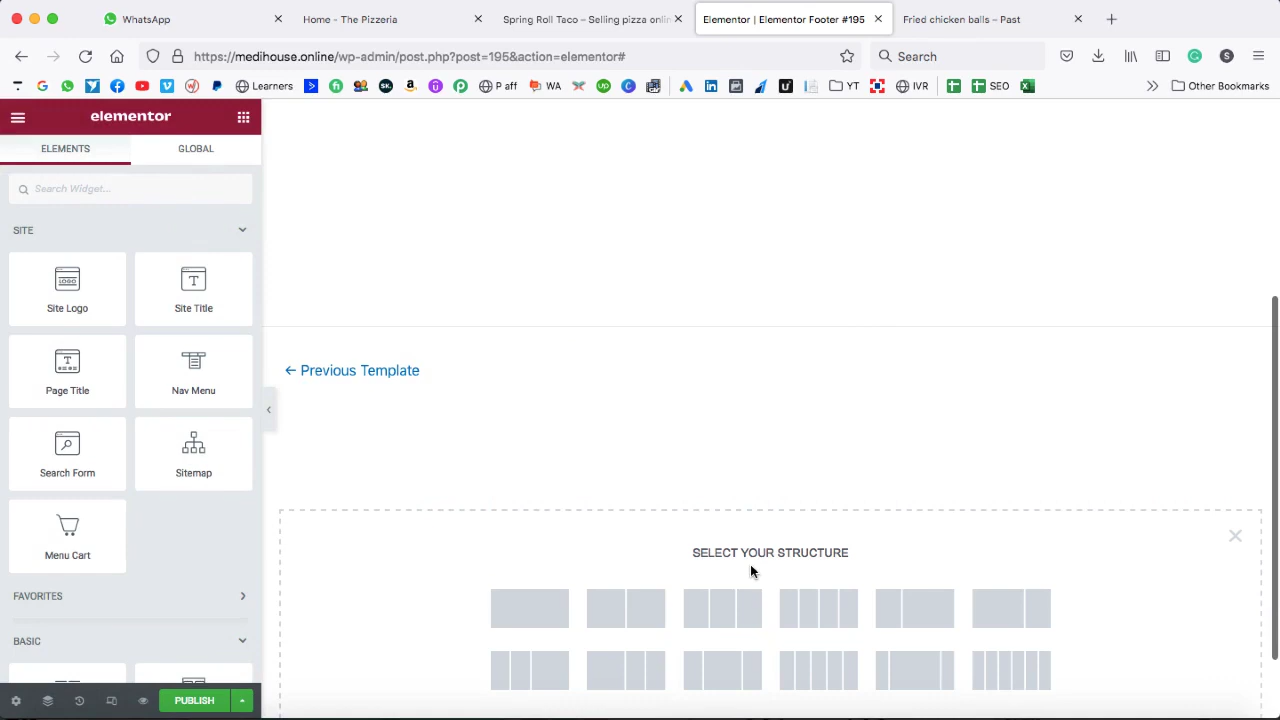 WhatsApp
Home - The Pizzeria
Spring Roll Taco – Selling pizza onlin
Elementor | Elementor Footer #195
Fried chicken balls – Past
https://medihouse.online/wp-admin/post.php?post=195&action=elementor#
Search
S
Learners
P aff
WA
YT
IVR
SEO
Other Bookmarks
elementor
ELEMENTS
GLOBAL
Search Widget...
SITE
LOGO
Site Logo
Site Title
Page Title
Nav Menu
Search Form
Sitemap
Menu Cart
FAVORITES
BASIC
PUBLISH
← Previous Template
SELECT YOUR STRUCTURE